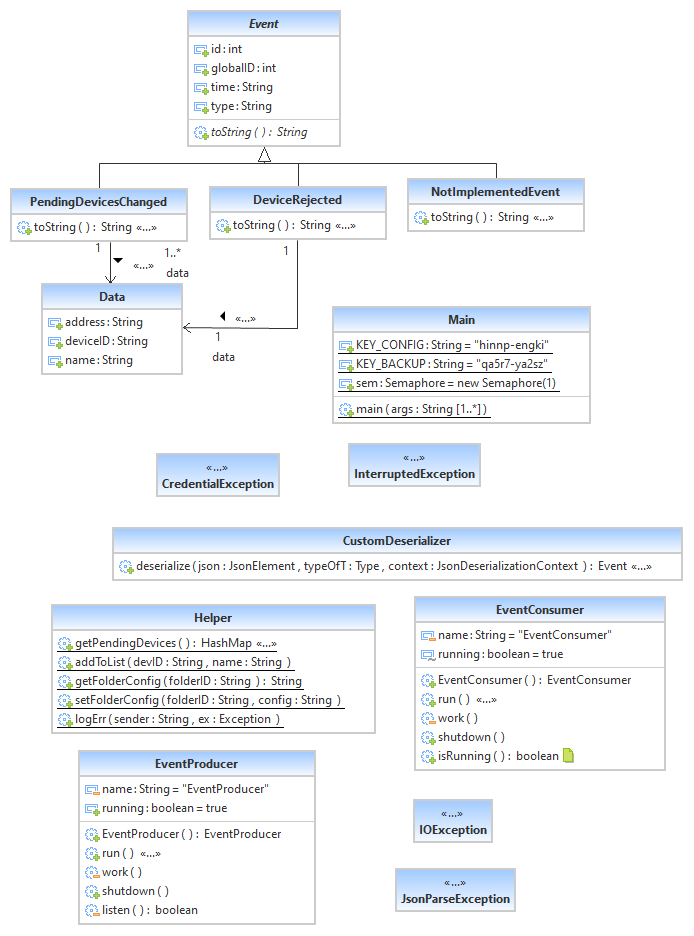 Event
id : int
globalID : int
time : String
type : String
toString ( ) : String
PendingDevicesChanged
toString ( ) : String «...»
DeviceRejected
toString ( ) : String «...»
NotImplementedEvent
toString ( ) : String «...»
1
1..*
«...»
data
1
«...»
1
data
Data
address : String
deviceID : String
name : String
Main
KEY_CONFIG : String = "hinnp-engki"
KEY_BACKUP : String = "qa5r7-ya2sz"
sem : Semaphore = new Semaphore(1)
main ( args : String [1..*] )
«...»
CredentialException
«...»
InterruptedException
CustomDeserializer
deserialize ( json : JsonElement , typeOfT : Type , context : JsonDeserializationContext ) : Event «...»
Helper
getPendingDevices ( ) : HashMap «...»
addToList ( devID : String , name : String )
getFolderConfig ( folderID : String ) : String
setFolderConfig ( folderID : String , config : String )
logErr ( sender : String , ex : Exception )
EventConsumer
name : String = "EventConsumer"
running : boolean = true
EventConsumer ( ) : EventConsumer
run ( ) «...»
work ( )
shutdown ( )
isRunning ( ) : boolean
EventProducer
name : String = "EventProducer"
running : boolean = true
EventProducer ( ) : EventProducer
run ( ) «...»
work ( )
shutdown ( )
listen ( ) : boolean
«...»
IOException
«...»
JsonParseException